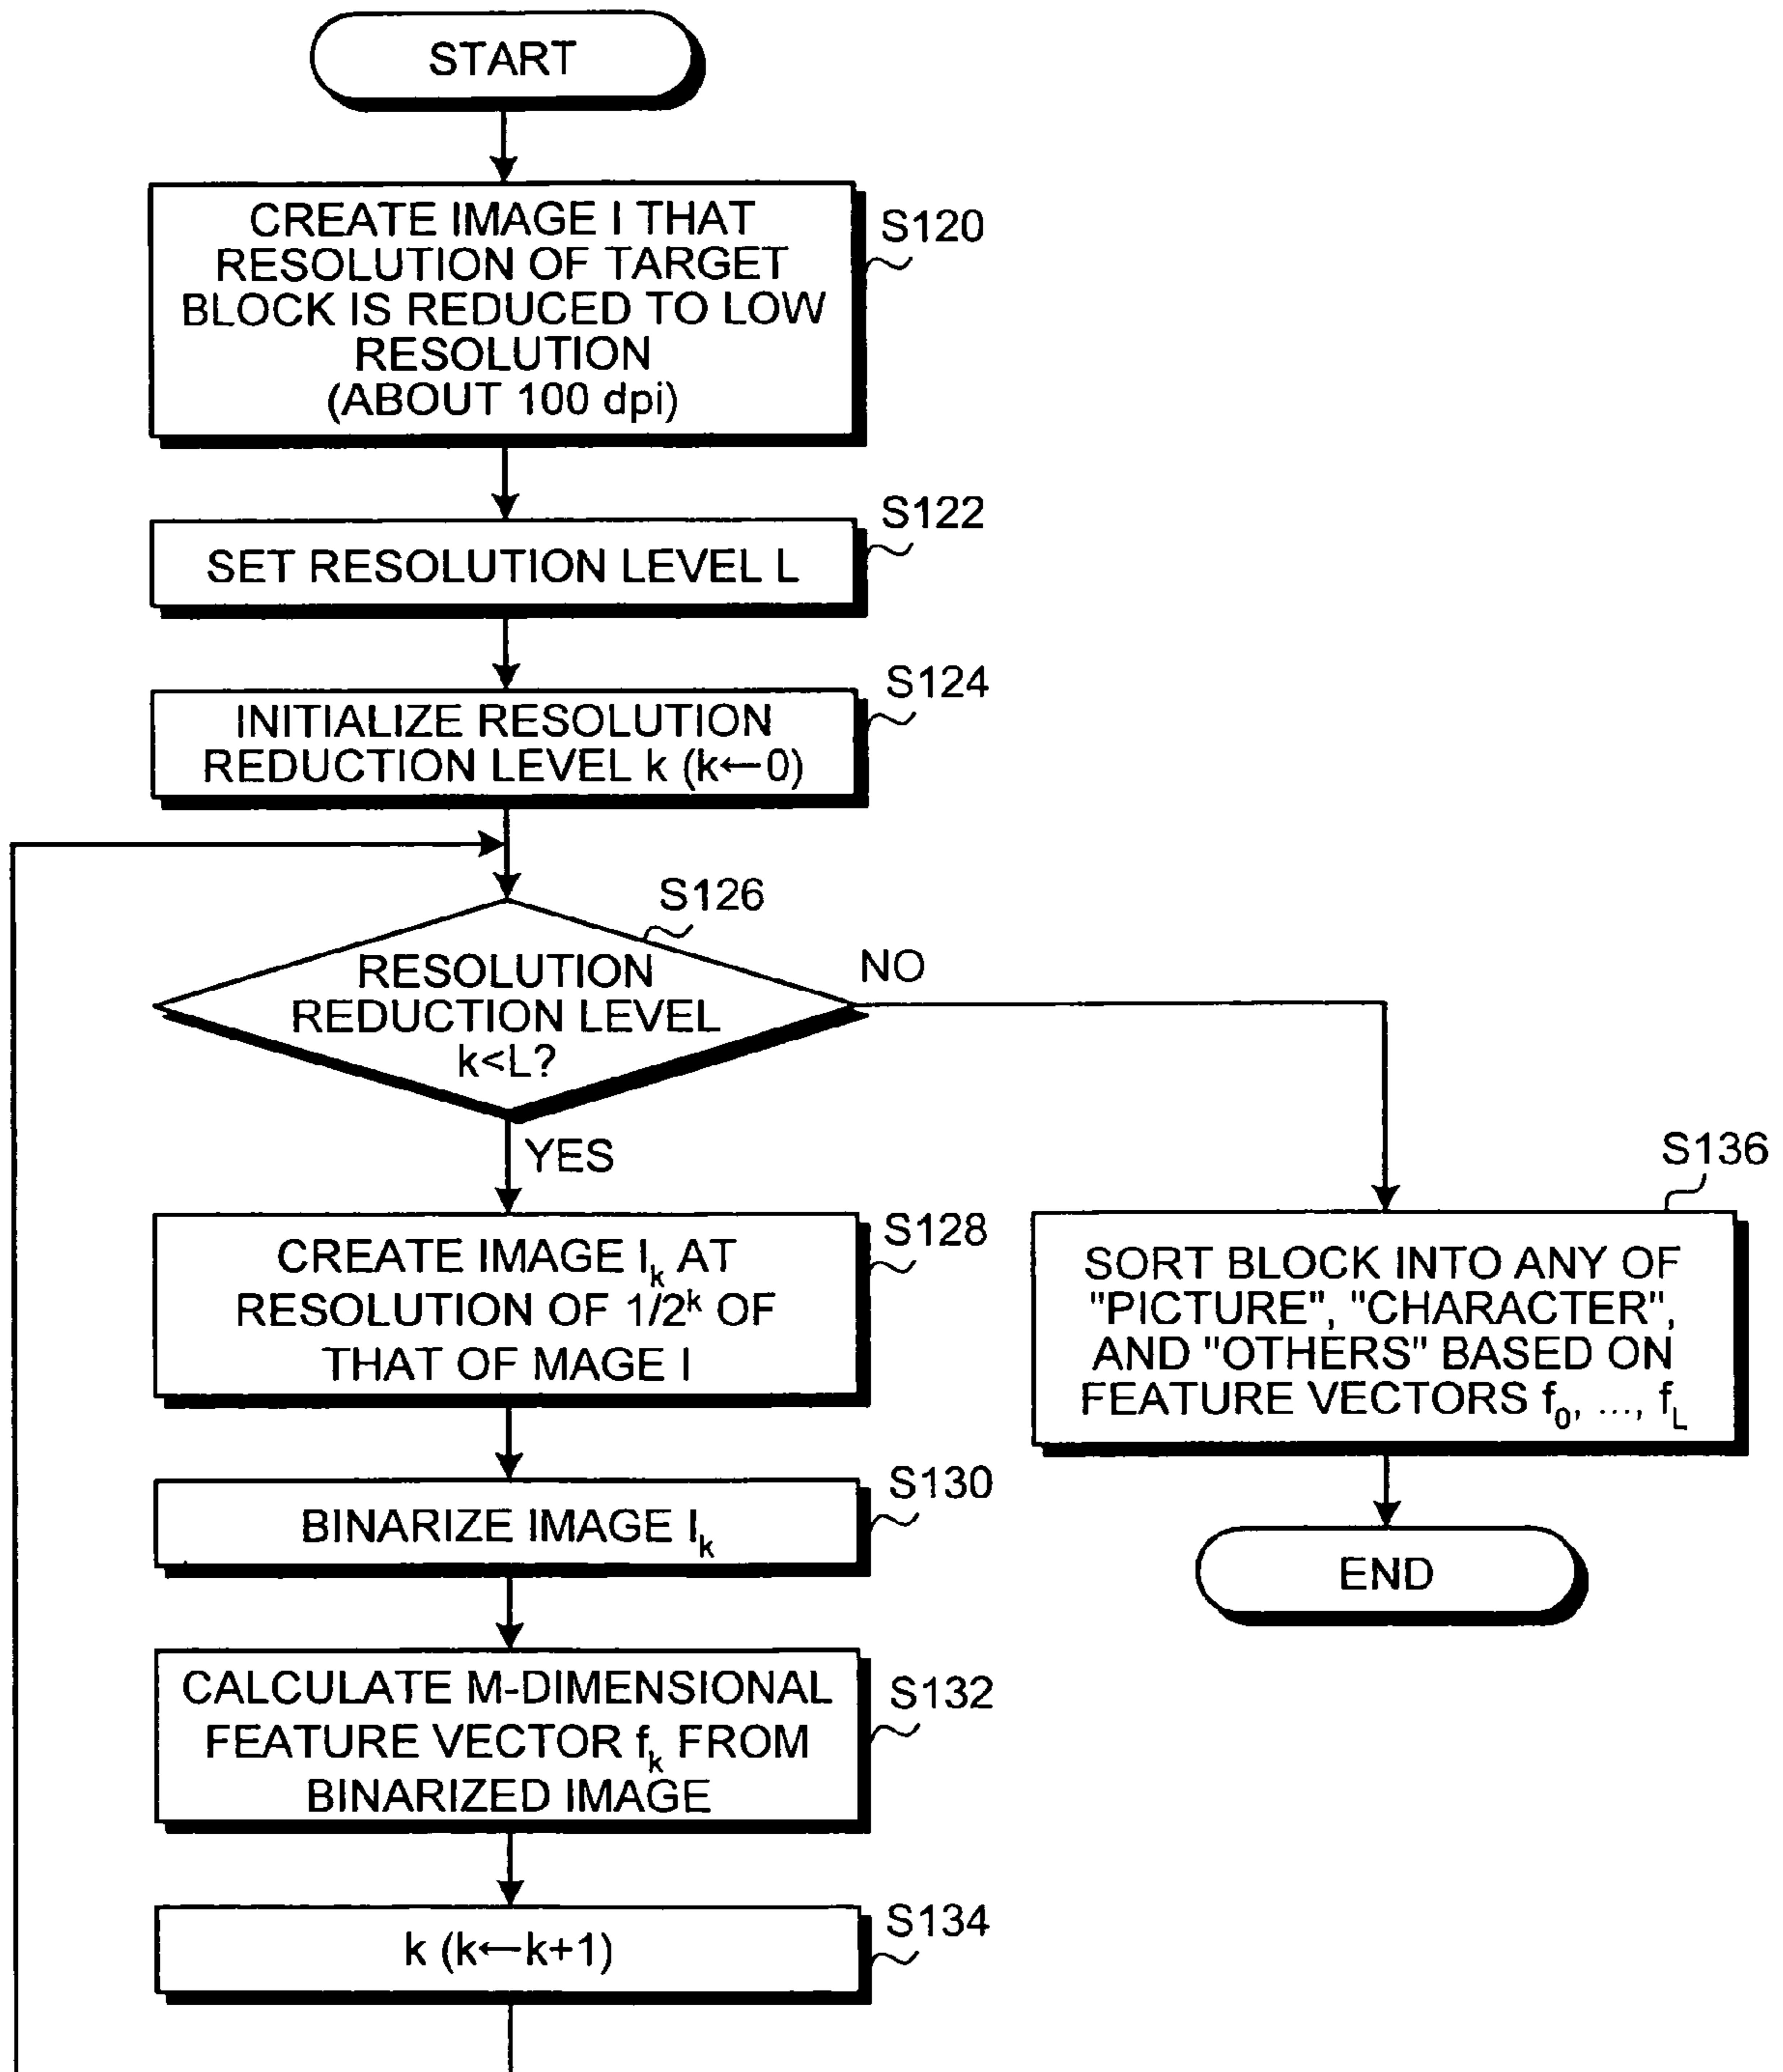 START
CREATE IMAGE I THAT
RESOLUTION OF TARGET
BLOCK IS REDUCED TO LOW
RESOLUTION
(ABOUT 100 dpi)
S120
SET RESOLUTION LEVEL L
S122
INITIALIZE RESOLUTION
REDUCTION LEVEL k (k←0)
S124
RESOLUTION
REDUCTION LEVEL
k<L?
S126
NO
YES
CREATE IMAGE Iₖ AT
RESOLUTION OF 1/2ᵏ OF
THAT OF MAGE I
S128
BINARIZE IMAGE Iₖ
S130
CALCULATE M-DIMENSIONAL
FEATURE VECTOR fₖ FROM
BINARIZED IMAGE
S132
k (k←k+1)
S134
S136
SORT BLOCK INTO ANY OF
"PICTURE", "CHARACTER",
AND "OTHERS" BASED ON
FEATURE VECTORS f₀, ..., f_L
END